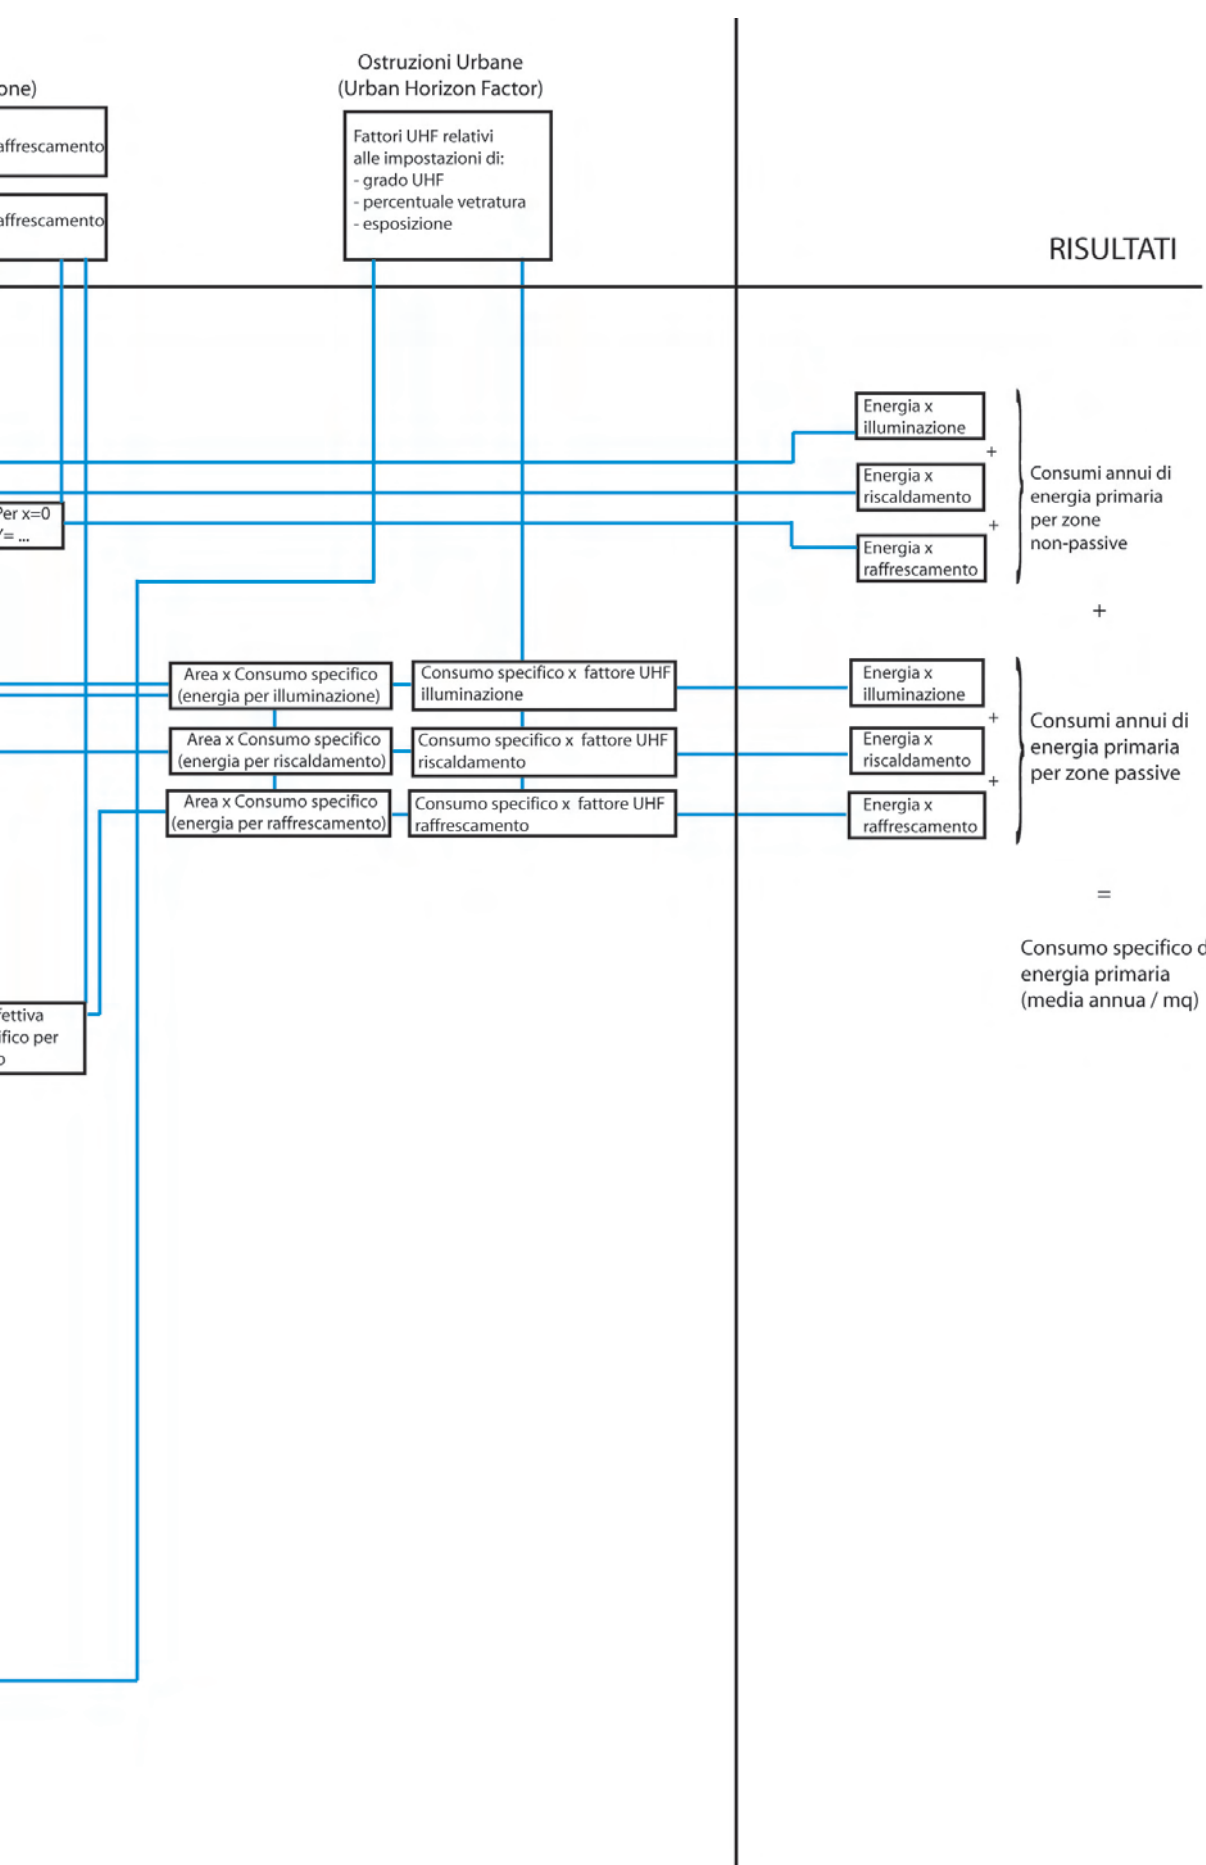 one)
affrescamento
affrescamento
Ostruzioni Urbane
(Urban Horizon Factor)
Fattori UHF relativi
alle impostazioni di:
- grado UHF
- percentuale vetratura
- esposizione
RISULTATI
Per x=0
Y= ...
Energia x
illuminazione
+
Energia x
riscaldamento
+
Energia x
raffrescamento
Consumi annui di
energia primaria
per zone
non-passive
+
Area x Consumo specifico
(energia per illuminazione)
Consumo specifico x fattore UHF
illuminazione
Energia x
illuminazione
+
Area x Consumo specifico
(energia per riscaldamento)
Consumo specifico x fattore UHF
riscaldamento
Energia x
riscaldamento
+
Area x Consumo specifico
(energia per raffrescamento)
Consumo specifico x fattore UHF
raffrescamento
Energia x
raffrescamento
Consumi annui di
energia primaria
per zone passive
=
Consumo specifico d
energia primaria
(media annua / mq)
fettiva
ifico per
o